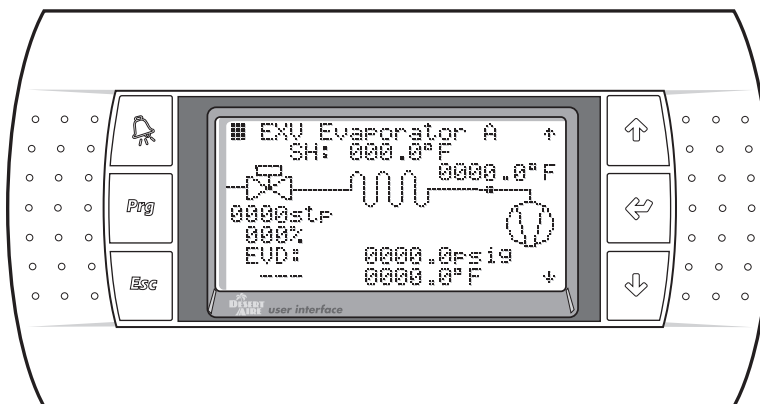 EXV Evaporator A
SH: 000.0°F
0000.0°F
0000stp
000%
EVD: 0000.0psig
---- 0000.0°F
Prg
Esc
DESERT AIRE user interface